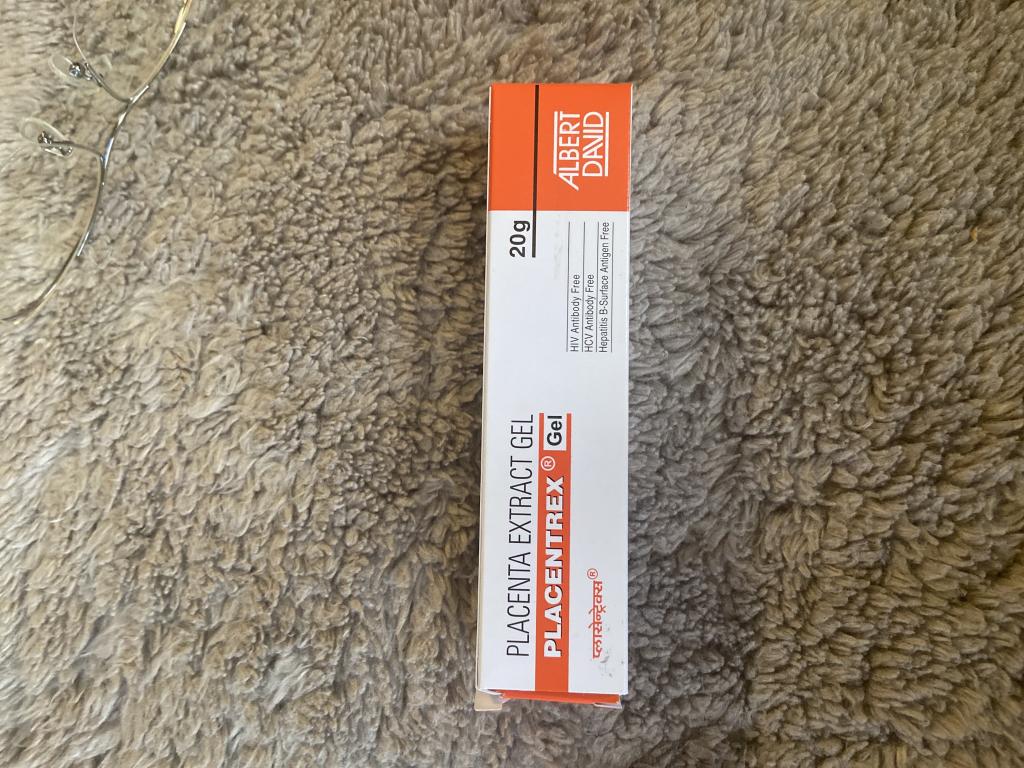 PLACENTA EXTRACT GEL
20g
PLACENTREX® Gel
प्लासेन्ट्रेक्स®
HIV Antibody Free
HCV Antibody Free
Hepatitis B-Surface Antigen Free
ALBERT
DAVID